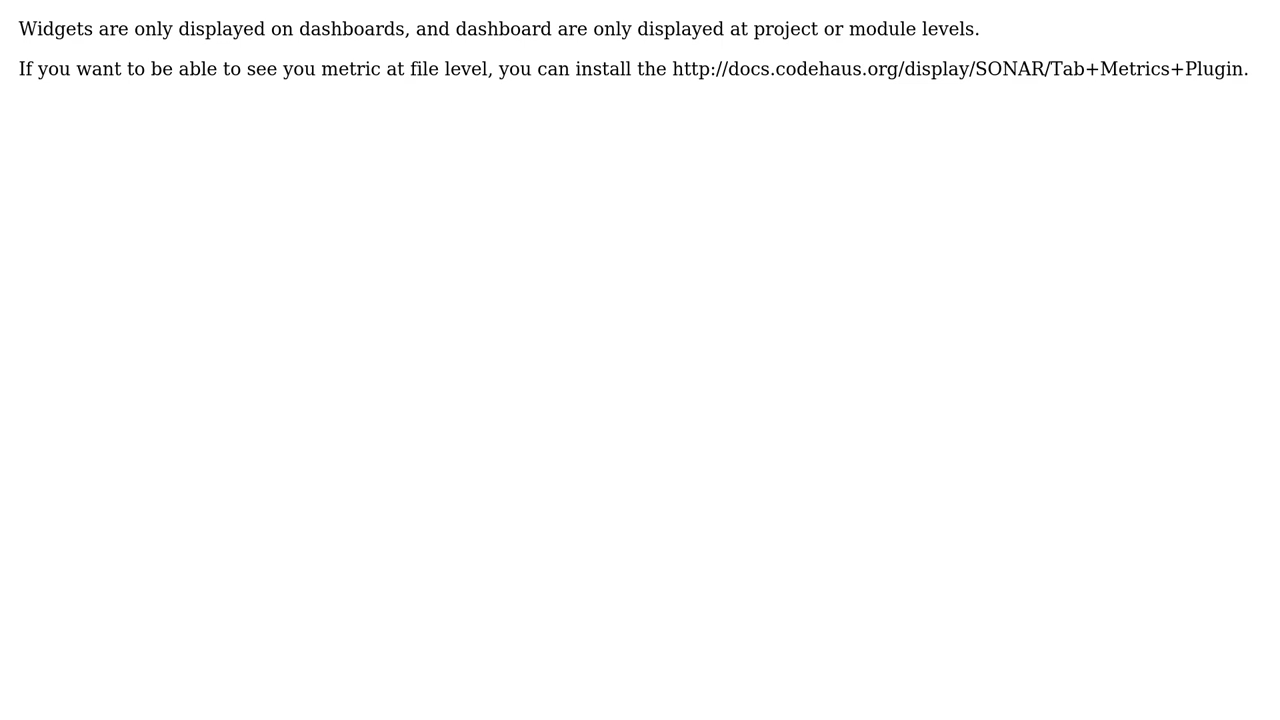 Widgets are only displayed on dashboards, and dashboard are only displayed at project or module levels.
If you want to be able to see you metric at file level, you can install the http://docs.codehaus.org/display/SONAR/Tab+Metrics+Plugin.